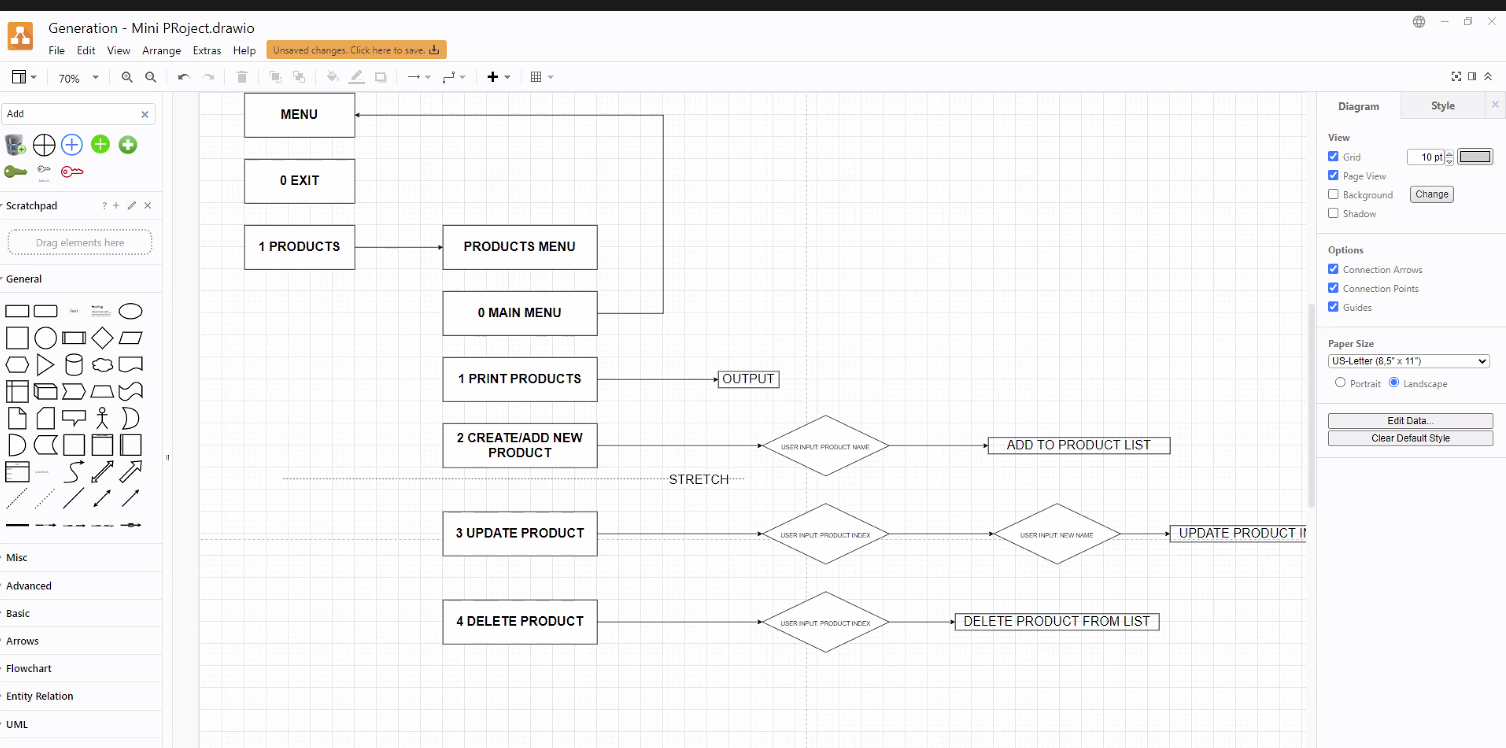 Generation - Mini PRoject.drawio
File Edit View Arrange Extras Help Unsaved changes. Click here to save.
70%
Add
Scratchpad ?
Drag elements here
General
Misc
Advanced
Basic
Arrows
Flowchart
Entity Relation
UML
MENU
0 EXIT
1 PRODUCTS
PRODUCTS MENU
0 MAIN MENU
1 PRINT PRODUCTS
OUTPUT
2 CREATE/ADD NEW
PRODUCT
USER INPUT: PRODUCT NAME
ADD TO PRODUCT LIST
STRETCH
3 UPDATE PRODUCT
USER INPUT: PRODUCT INDEX
USER INPUT: NEW NAME
UPDATE PRODUCT
4 DELETE PRODUCT
USER INPUT: PRODUCT INDEX
DELETE PRODUCT FROM LIST
Diagram Style
View
Grid 10 pt
Page View
Background Change
Shadow
Options
Connection Arrows
Connection Points
Guides
Paper Size
US-Letter (8,5" x 11")
Portrait Landscape
Edit Data...
Clear Default Style